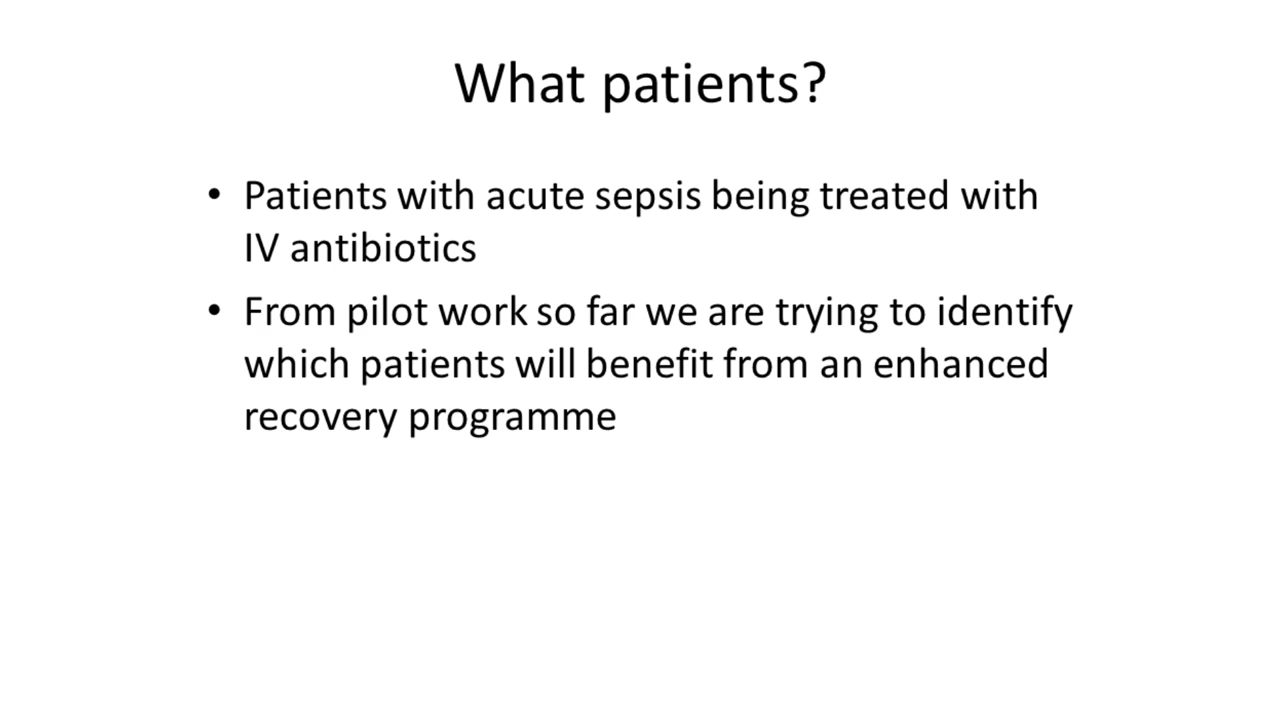 What patients?
• Patients with acute sepsis being treated with
IV antibiotics
• From pilot work so far we are trying to identify
which patients will benefit from an enhanced
recovery programme